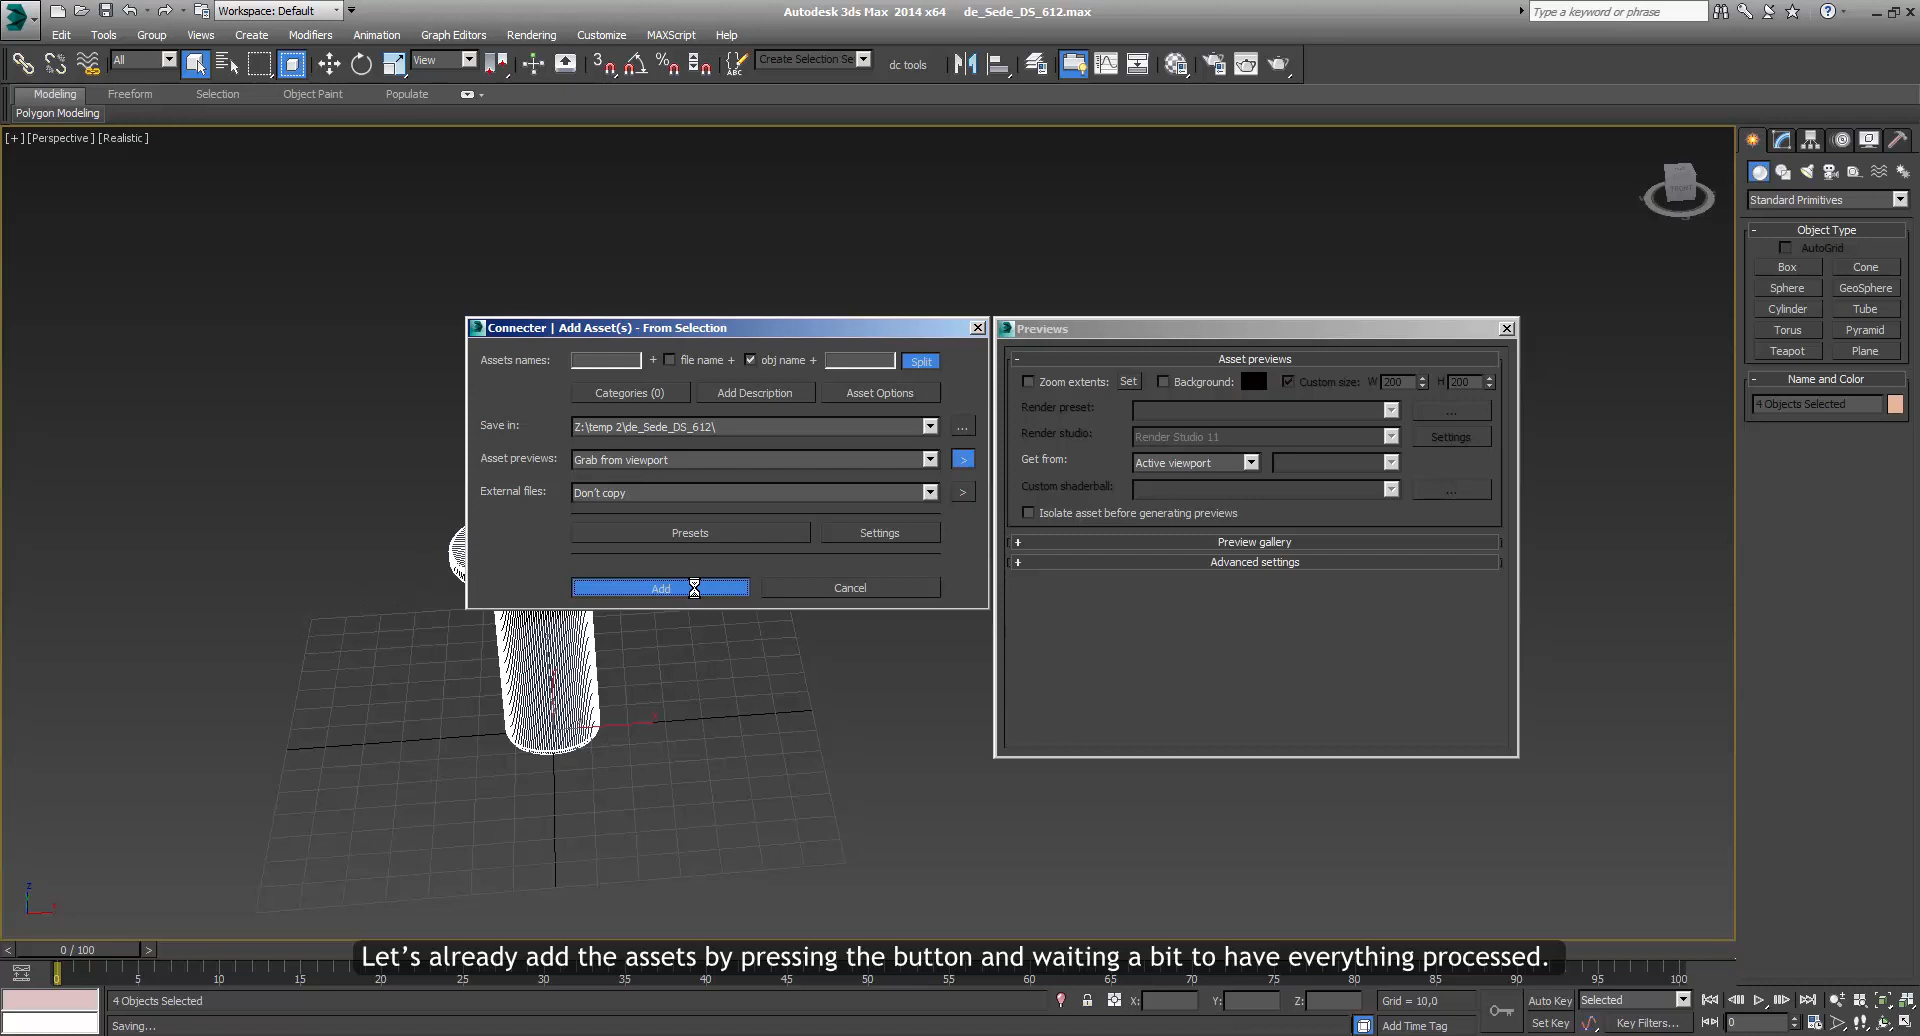 Workspace: Default
Autodesk 3ds Max 2014 x64 de_Sede_DS_612.max
Type a keyword or phrase
Edit Tools Group Views Create Modifiers Animation Graph Editors Rendering Customize MAXScript Help
All
View
3
%
ABC
Create Selection Se
dc tools
Modeling Freeform Selection Object Paint Populate
Polygon Modeling
[+] [Perspective] [Realistic]
FRONT
Standard Primitives
- Object Type
AutoGrid
Box Cone
Sphere GeoSphere
Cylinder Tube
Torus Pyramid
Teapot Plane
- Name and Color
4 Objects Selected
Connecter | Add Asset(s) - From Selection
Assets names: + file name + obj name + Split
Categories (0) Add Description Asset Options
Save in: Z:\temp 2\de_Sede_DS_612\ ...
Asset previews: Grab from viewport >
External files: Don't copy >
Presets Settings
Add Cancel
Previews
- Asset previews
Zoom extents: Set Background: Custom size: W 200 H 200
Render preset: ...
Render studio: Render Studio 11 Settings
Get from: Active viewport
Custom shaderball: ...
Isolate asset before generating previews
+ Preview gallery
+ Advanced settings
z
< 0 / 100 >
Let's already add the assets by pressing the button and waiting a bit to have everything processed.
0 5 10 15 20 25 30 35 40 45 50 55 60 65 70 75 80 85 90 95 100
4 Objects Selected X: Y: Z: Grid = 10,0 Auto Key Selected
Saving... Add Time Tag Set Key Key Filters... 0